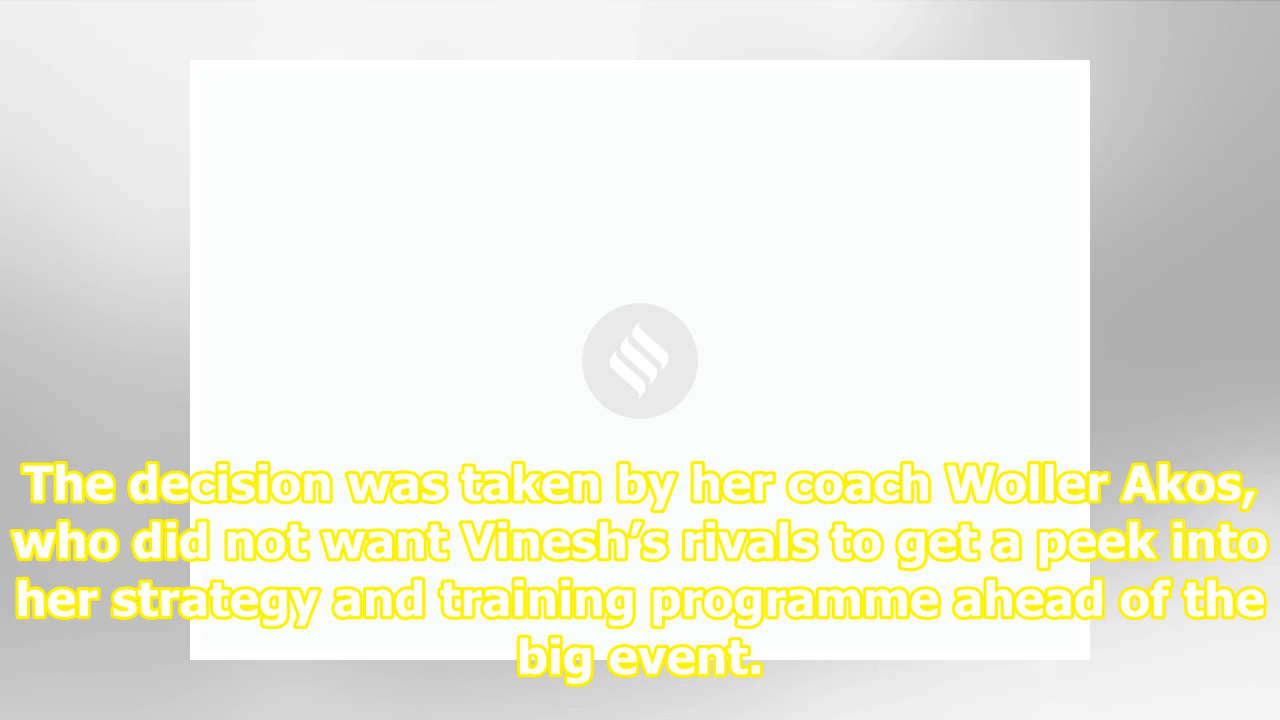 The decision was taken by her coach Woller Akos,
who did not want Vinesh’s rivals to get a peek into
her strategy and training programme ahead of the
big event.